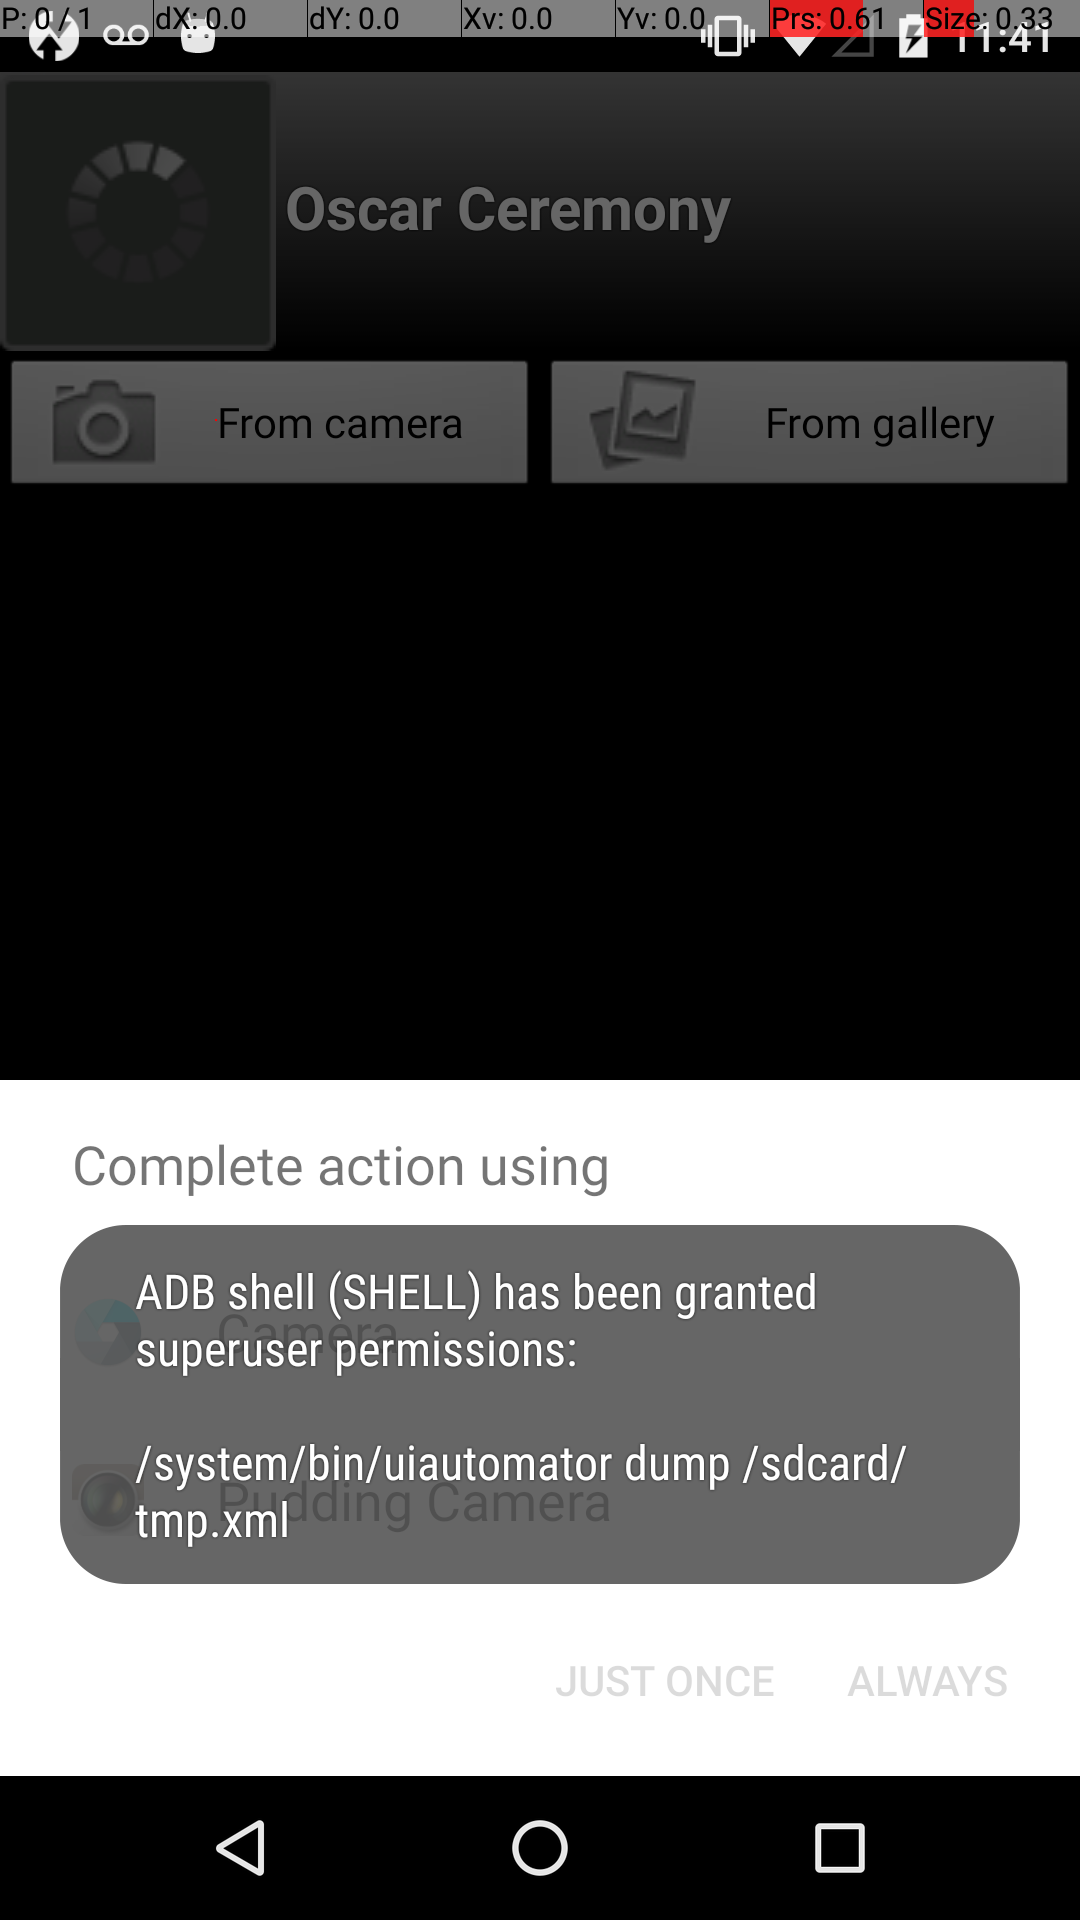 P: 0 / 1 dX: 0.0 dY: 0.0 Xv: 0.0 Yv: 0.0 Prs: 0.61 Size: 0.33
11:41
Oscar Ceremony
From camera From gallery
Complete action using
ADB shell (SHELL) has been granted
Camera
superuser permissions:
/system/bin/uiautomator dump /sdcard/
Pudding Camera
tmp.xml
JUST ONCE ALWAYS